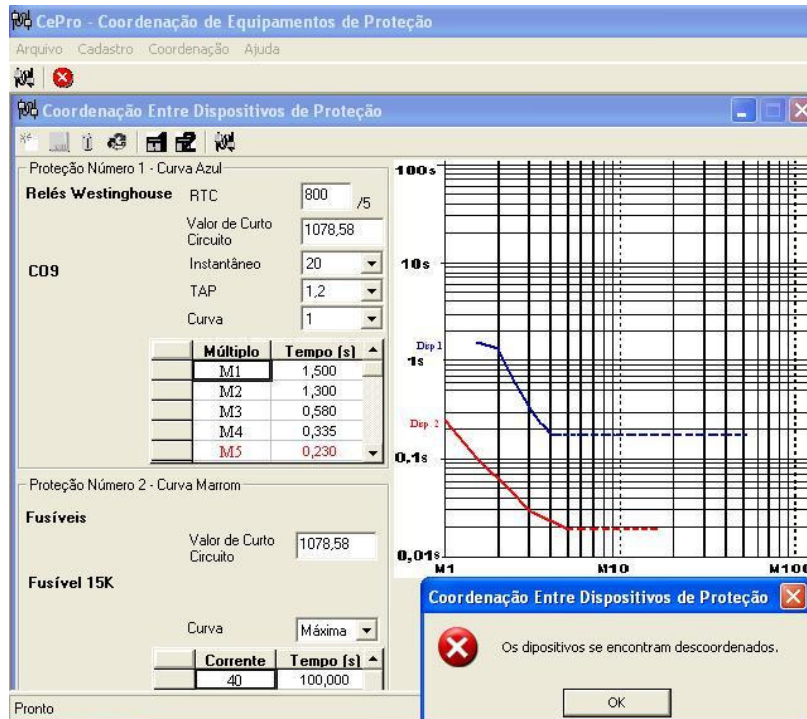 CePro - Coordenação de Equipamentos de Proteção
Arquivo Cadastro Coordenação Ajuda
Coordenação Entre Dispositivos de Proteção
Proteção Número 1 - Curva Azul
Relés Westinghouse
RTC 800 /5
Valor de Curto Circuito 1078,58
CO9
Instantâneo 20
TAP 1,2
Curva 1
Múltiplo Tempo (s)
M1 1,500
M2 1,300
M3 0,580
M4 0,335
M5 0,230
Proteção Número 2 - Curva Marrom
Fusíveis
Valor de Curto Circuito 1078,58
Fusível 15K
Curva Máxima
Corrente Tempo (s)
40 100,000
Pronto
100s
10s
Dsp 1
1s
Dsp. 2
0,1s
0,01s
M1 M10 M100
Coordenação Entre Dispositivos de Proteção
Os dipositivos se encontram descoordenados.
OK